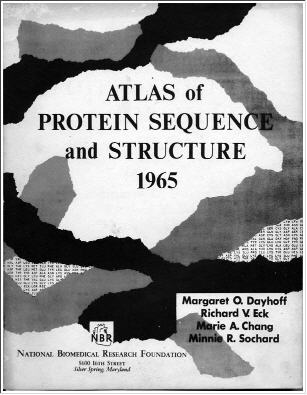 ATLAS of
PROTEIN SEQUENCE
and STRUCTURE
1965
Margaret O. Dayhoff
Richard V. Eck
Marie A. Chang
Minnie R. Sochard
NBR
NATIONAL BIOMEDICAL RESEARCH FOUNDATION
8600 16TH STREET
Silver Spring, Maryland